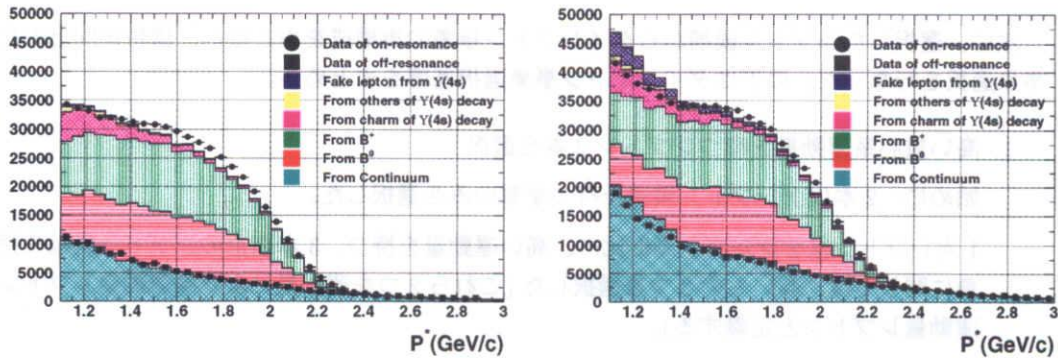 50000
45000
40000
35000
30000
25000
20000
15000
10000
5000
0
Data of on-resonance
Data of off-resonance
Fake lepton from Υ(4s)
From others of Υ(4s) decay
From charm of Υ(4s) decay
From B⁺
From B⁰
From Continuum
1.2 1.4 1.6 1.8 2 2.2 2.4 2.6 2.8 3
P*(GeV/c)
50000
45000
40000
35000
30000
25000
20000
15000
10000
5000
0
Data of on-resonance
Data of off-resonance
Fake lepton from Υ(4s)
From others of Υ(4s) decay
From charm of Υ(4s) decay
From B⁺
From B⁰
From Continuum
1.2 1.4 1.6 1.8 2 2.2 2.4 2.6 2.8 3
P*(GeV/c)